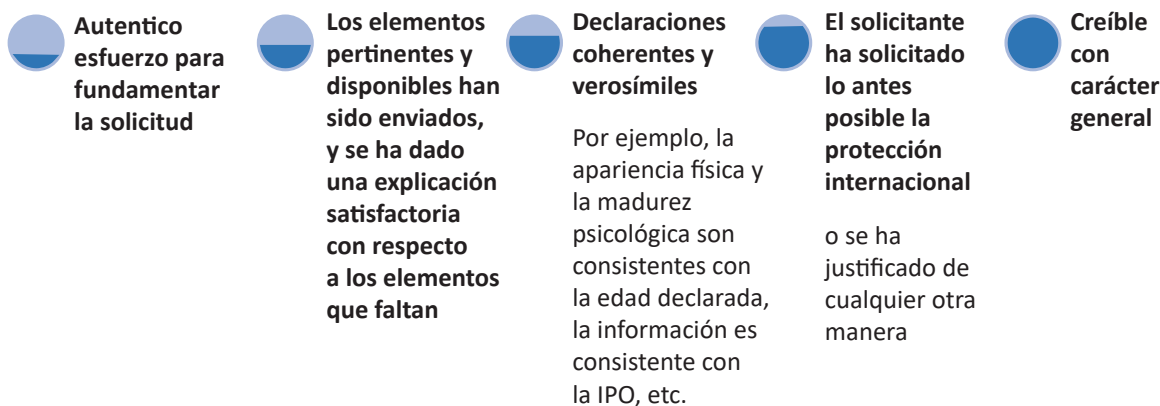 Autentico
esfuerzo para
fundamentar
la solicitud
Los elementos
pertinentes y
disponibles han
sido enviados,
y se ha dado
una explicación
satisfactoria
con respecto
a los elementos
que faltan
Declaraciones
coherentes y
verosímiles
Por ejemplo, la
apariencia física y
la madurez
psicológica son
consistentes con
la edad declarada,
la información es
consistente con
la IPO, etc.
El solicitante
ha solicitado
lo antes
posible la
protección
internacional
o se ha
justificado de
cualquier otra
manera
Creíble
con
carácter
general